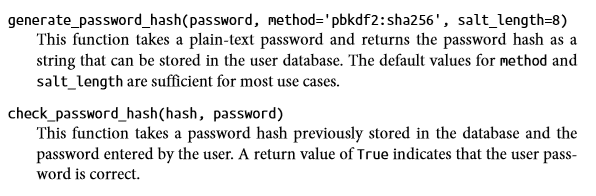 generate_password_hash(password, method='pbkdf2:sha256', salt_length=8)
This function takes a plain-text password and returns the password hash as a
string that can be stored in the user database. The default values for method and
salt_length are sufficient for most use cases.
check_password_hash(hash, password)
This function takes a password hash previously stored in the database and the
password entered by the user. A return value of True indicates that the user pass-
word is correct.